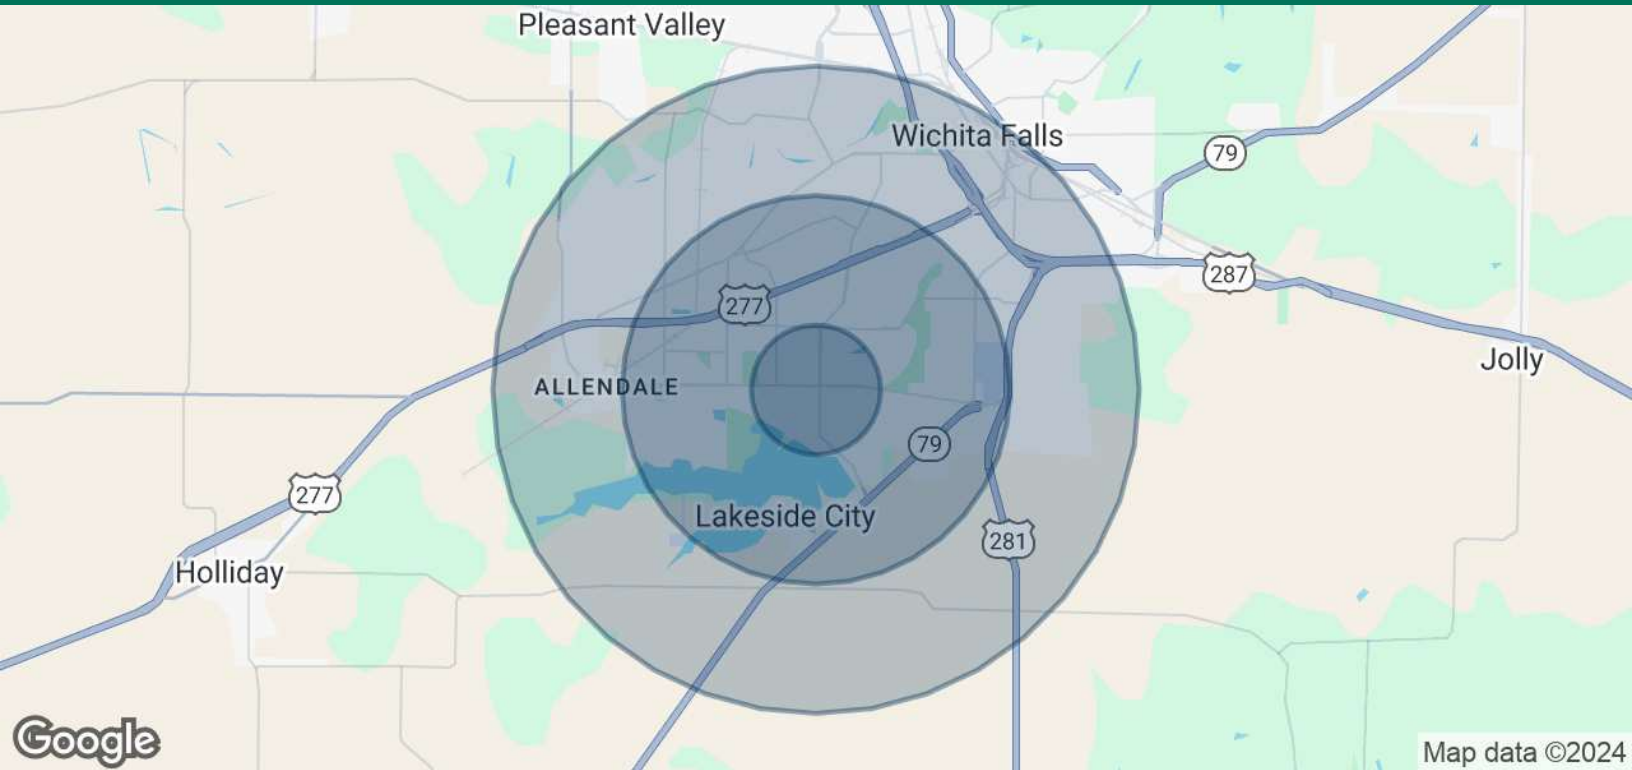 Pleasant Valley
Wichita Falls
79
287
277
Jolly
ALLENDALE
79
277
Lakeside City
281
Holliday
Google
Map data ©2024